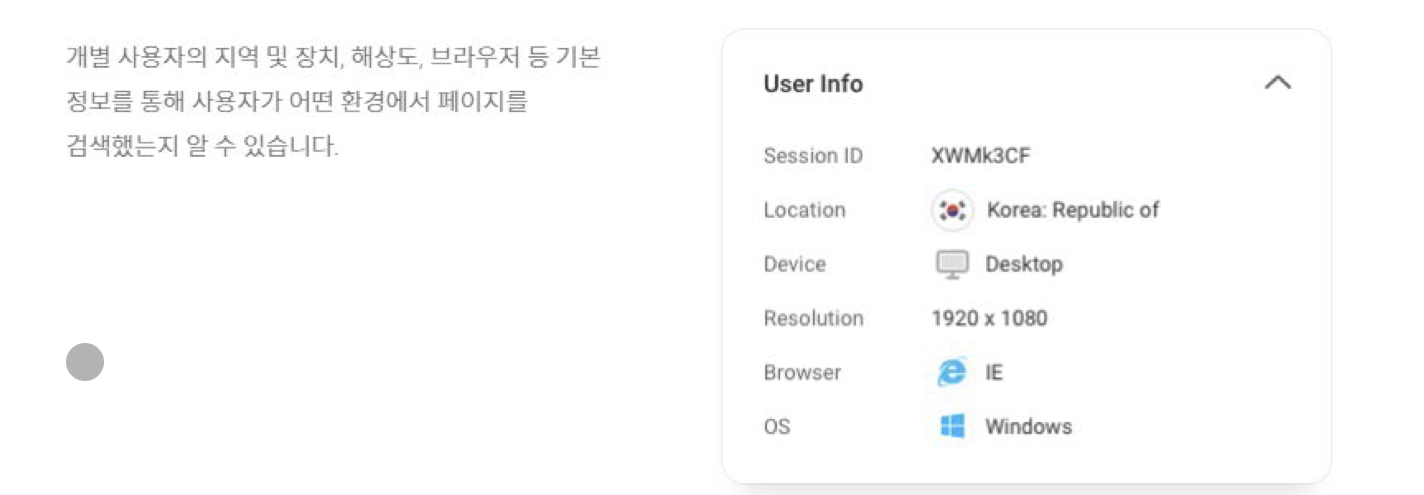 개별 사용자의 지역 및 장치, 해상도, 브라우저 등 기본
정보를 통해 사용자가 어떤 환경에서 페이지를
검색했는지 알 수 있습니다.
User Info
Session ID XWMk3CF
Location Korea: Republic of
Device Desktop
Resolution 1920 x 1080
Browser IE
OS Windows